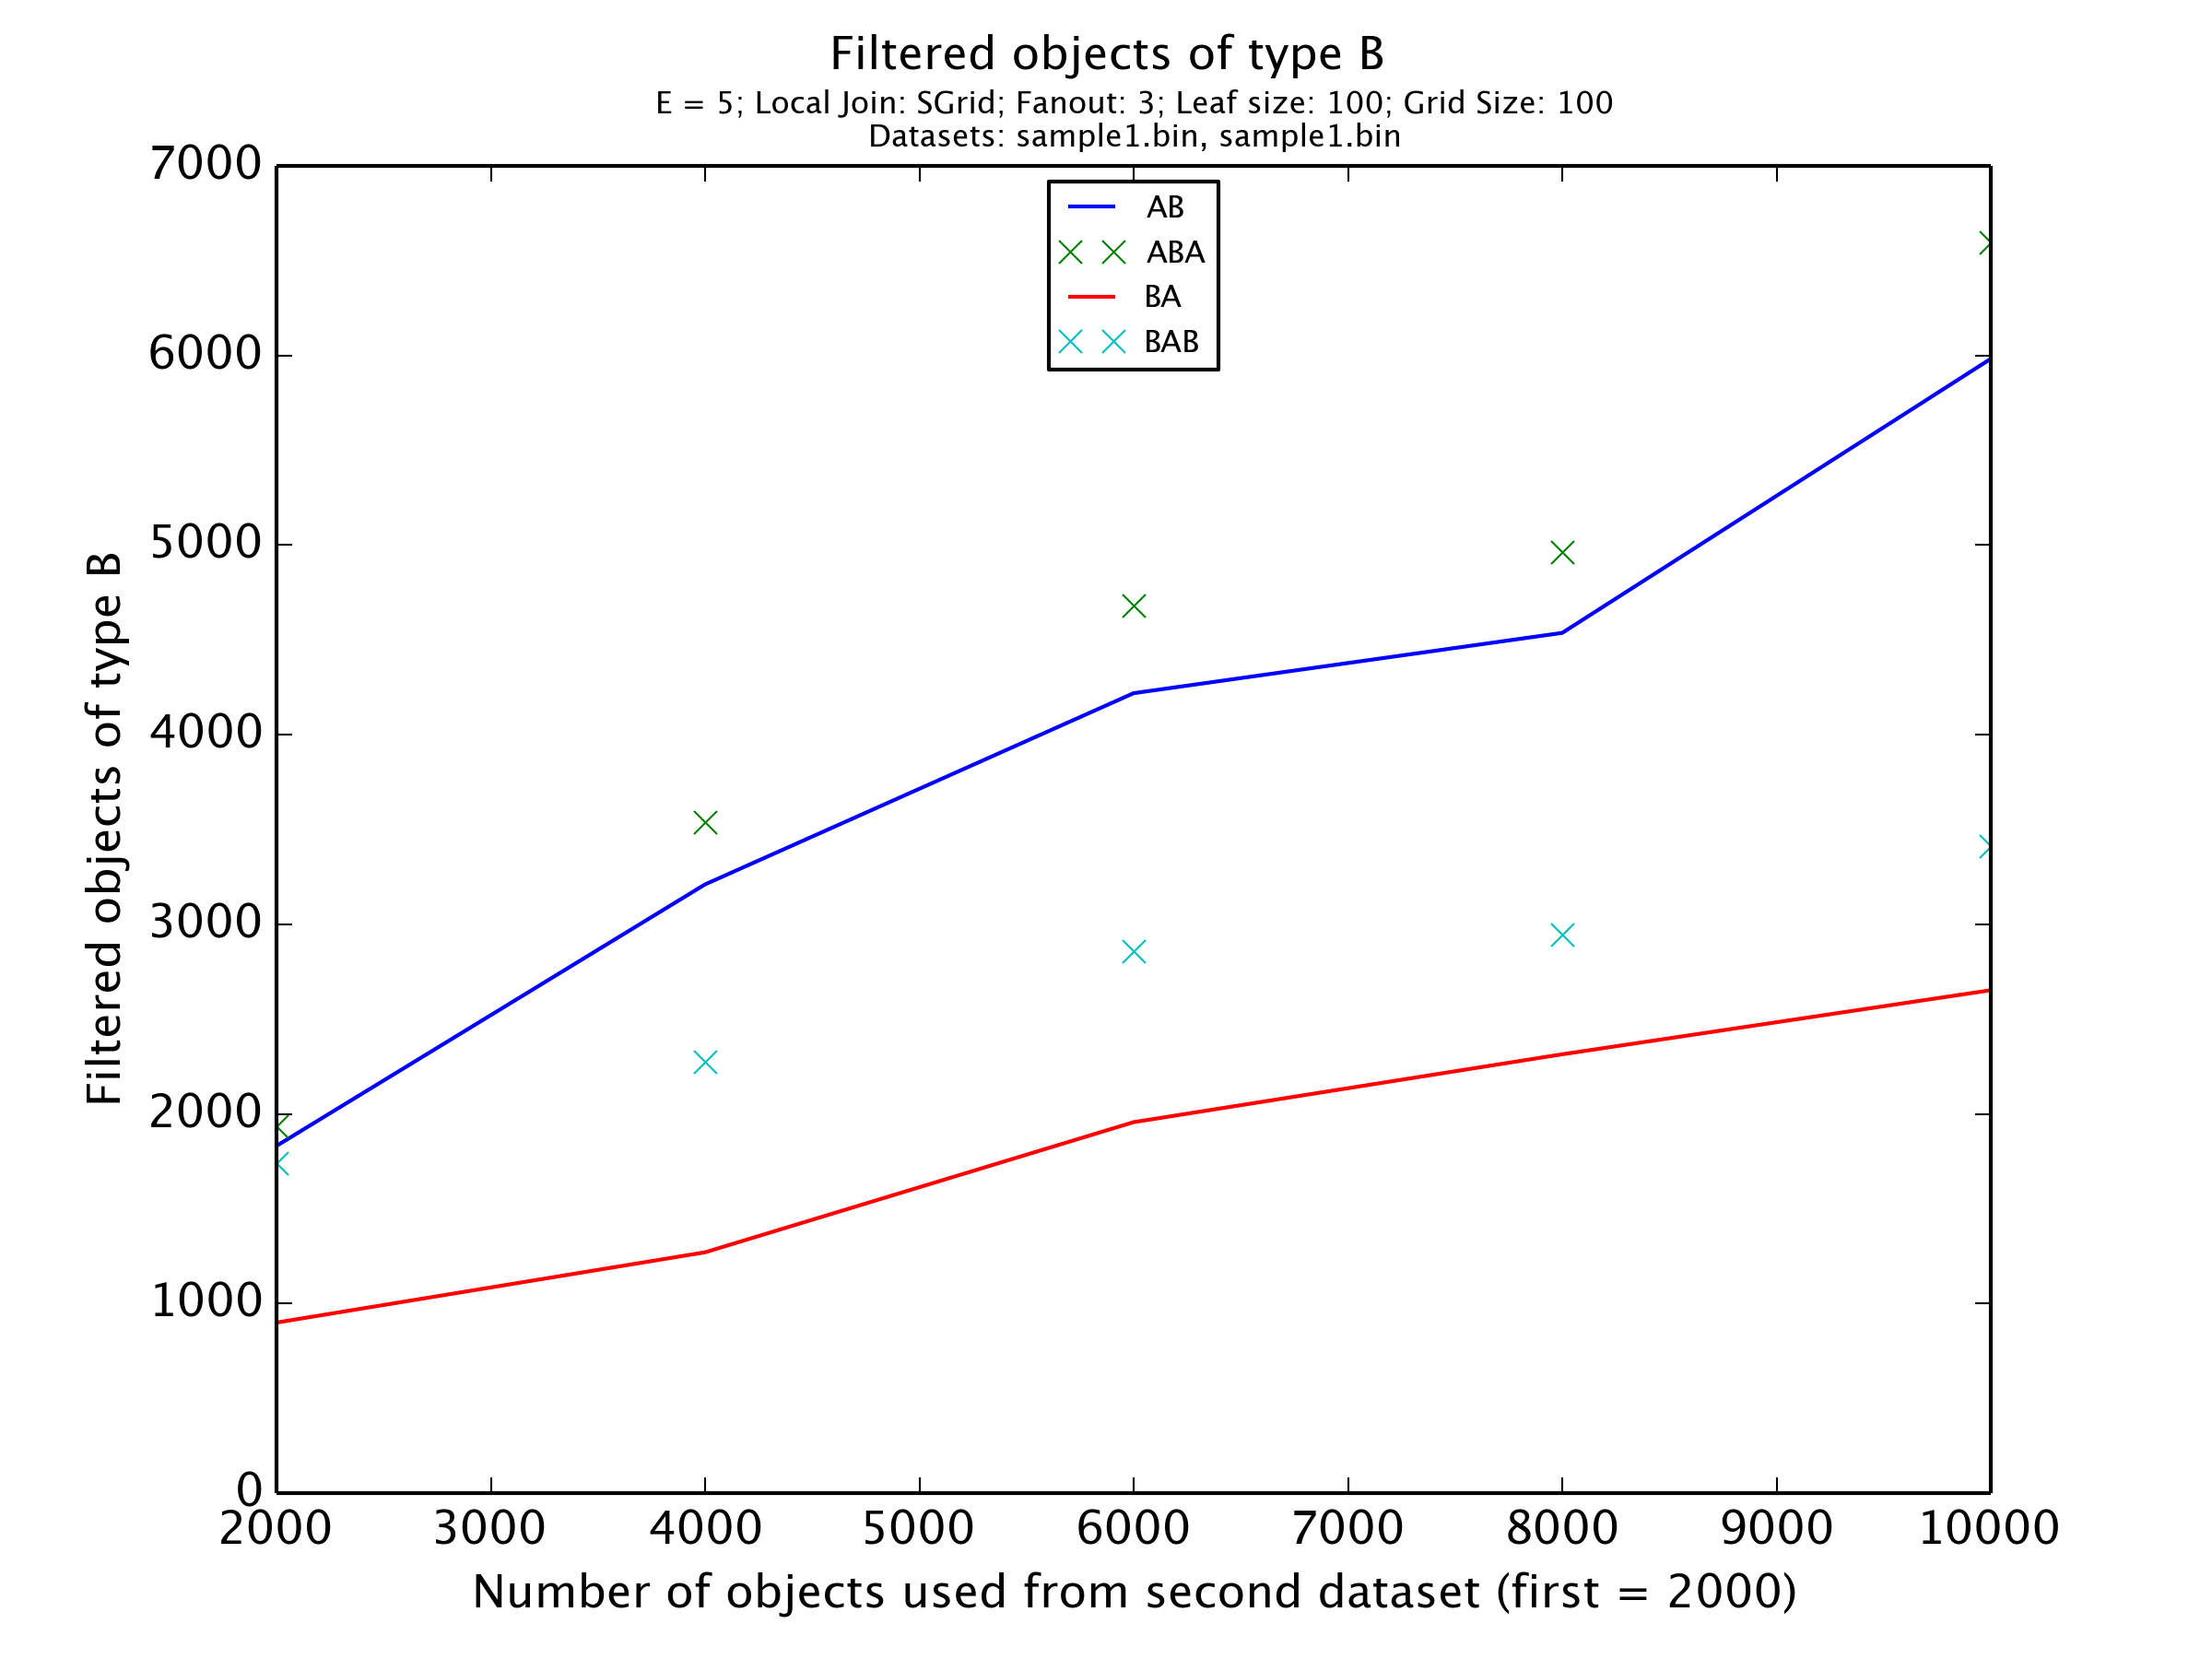 Filtered objects of type B
E = 5; Local Join: SGrid; Fanout: 3; Leaf size: 100; Grid Size: 100
Datasets: sample1.bin, sample1.bin
AB
ABA
BA
BAB
Filtered objects of type B
7000
6000
5000
4000
3000
2000
1000
0
2000 3000 4000 5000 6000 7000 8000 9000 10000
Number of objects used from second dataset (first = 2000)